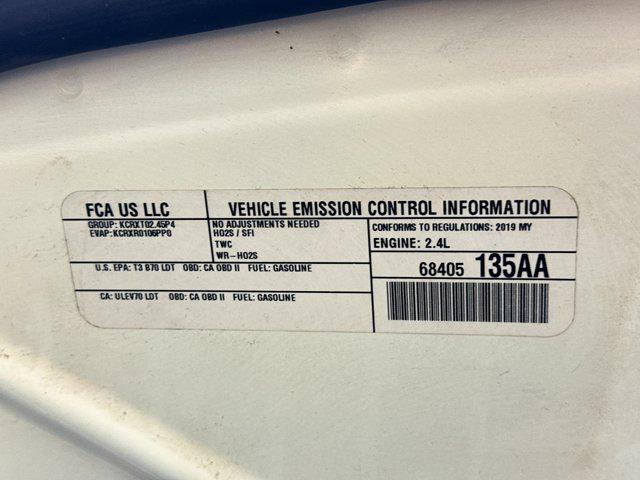 FCA US LLC
GROUP: KCRXT02.45P4
EVAP: KCRXR0106PP0
VEHICLE EMISSION CONTROL INFORMATION
NO ADJUSTMENTS NEEDED
HO2S / SFI
TWC
WR-HO2S
CONFORMS TO REGULATIONS: 2019 MY
ENGINE: 2.4L
U.S. EPA: T3 B70 LDT OBD: CA OBD II FUEL: GASOLINE
CA: ULEV70 LDT OBD: CA OBD II FUEL: GASOLINE
68405 135AA